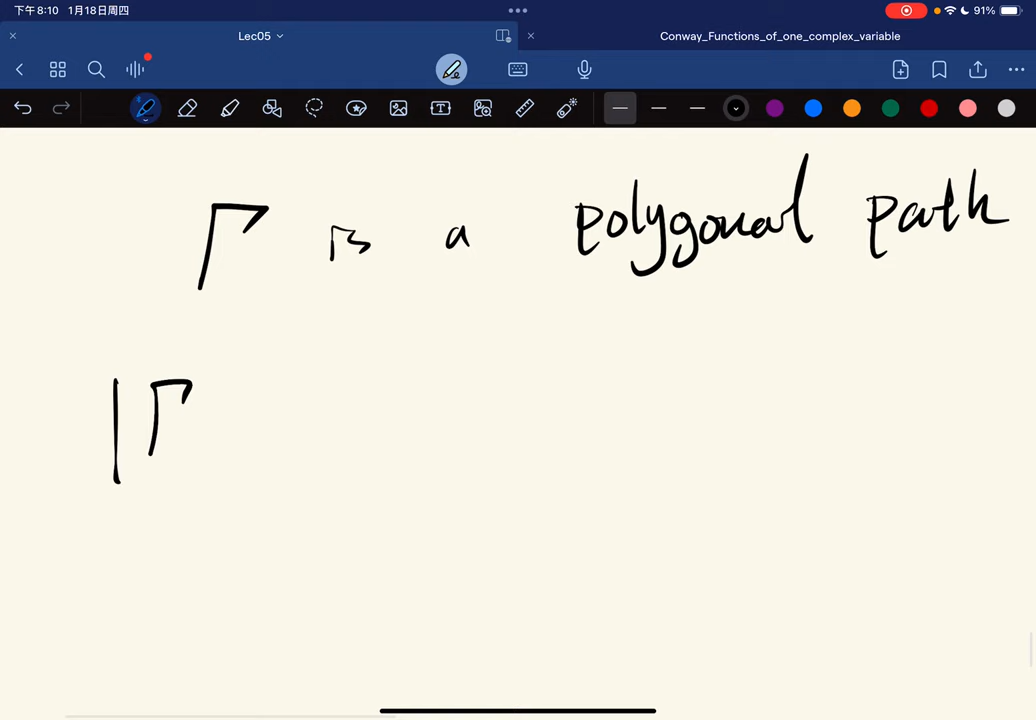 下午8:10 1月18日周四 91%
Lec05 Conway_Functions_of_one_complex_variable
Γ is a polygonal path
|Γ